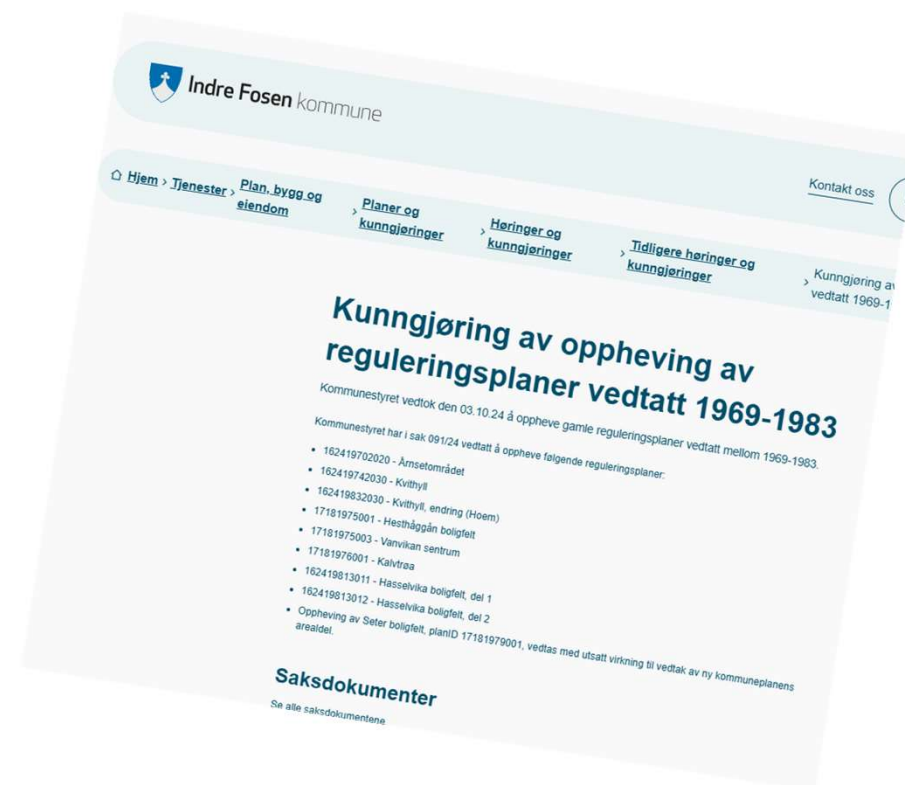 Indre Fosen kommune
Kontakt oss
Hjem › Tjenester › Plan, bygg og eiendom › Planer og kunngjøringer › Høringer og kunngjøringer › Tidligere høringer og kunngjøringer › Kunngjøring
vedtatt 1969-1
Kunngjøring av oppheving av
reguleringsplaner vedtatt 1969-1983
Kommunestyret vedtok den 03.10.24 å oppheve gamle reguleringsplaner vedtatt mellom 1969-1983.
Kommunestyret har i sak 091/24 vedtatt å oppheve følgende reguleringsplaner:
• 162419702020 - Årnsetområdet
• 162419742030 - Kvithyll
• 162419832030 - Kvithyll, endring (Hoem)
• 17181975001 - Hesthåggån boligfelt
• 17181975003 - Vanvikan sentrum
• 17181976001 - Kalvtrøa
• 162419813011 - Hasselvika boligfelt, del 1
• 162419813012 - Hasselvika boligfelt, del 2
• Oppheving av Seter boligfelt, planID 17181979001, vedtas med utsatt virkning til vedtak av ny kommuneplanens
arealdel.
Saksdokumenter
Se alle saksdokumentene